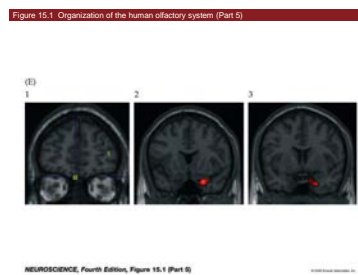 Figure 15.1 Organization of the human olfactory system (Part 5)
(E)
1 2 3
NEUROSCIENCE, Fourth Edition, Figure 15.1 (Part 5)